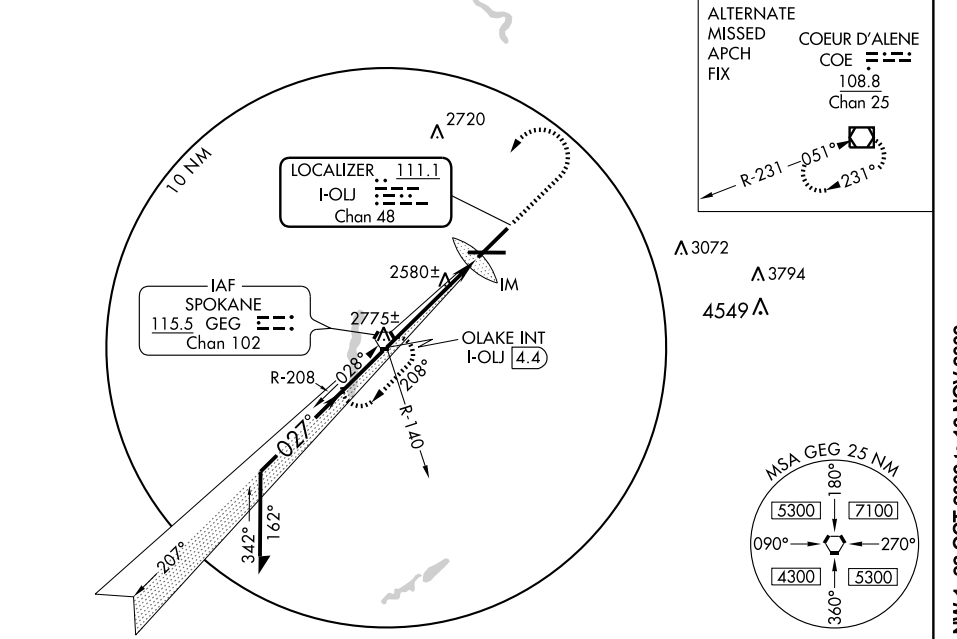 ALTERNATE
MISSED
APCH
FIX
COEUR D'ALENE
COE
108.8
Chan 25
R-231
051°
231°
10 NM
2720
LOCALIZER 111.1
I-OLJ
Chan 48
3072
3794
4549
2580±
IM
IAF
SPOKANE
115.5 GEG
Chan 102
2775±
OLAKE INT
I-OLJ 4.4
R-208
028°
208°
R-140
027°
342°
162°
207°
MSA GEG 25 NM
180°
5300
7100
090°
270°
4300
5300
360°